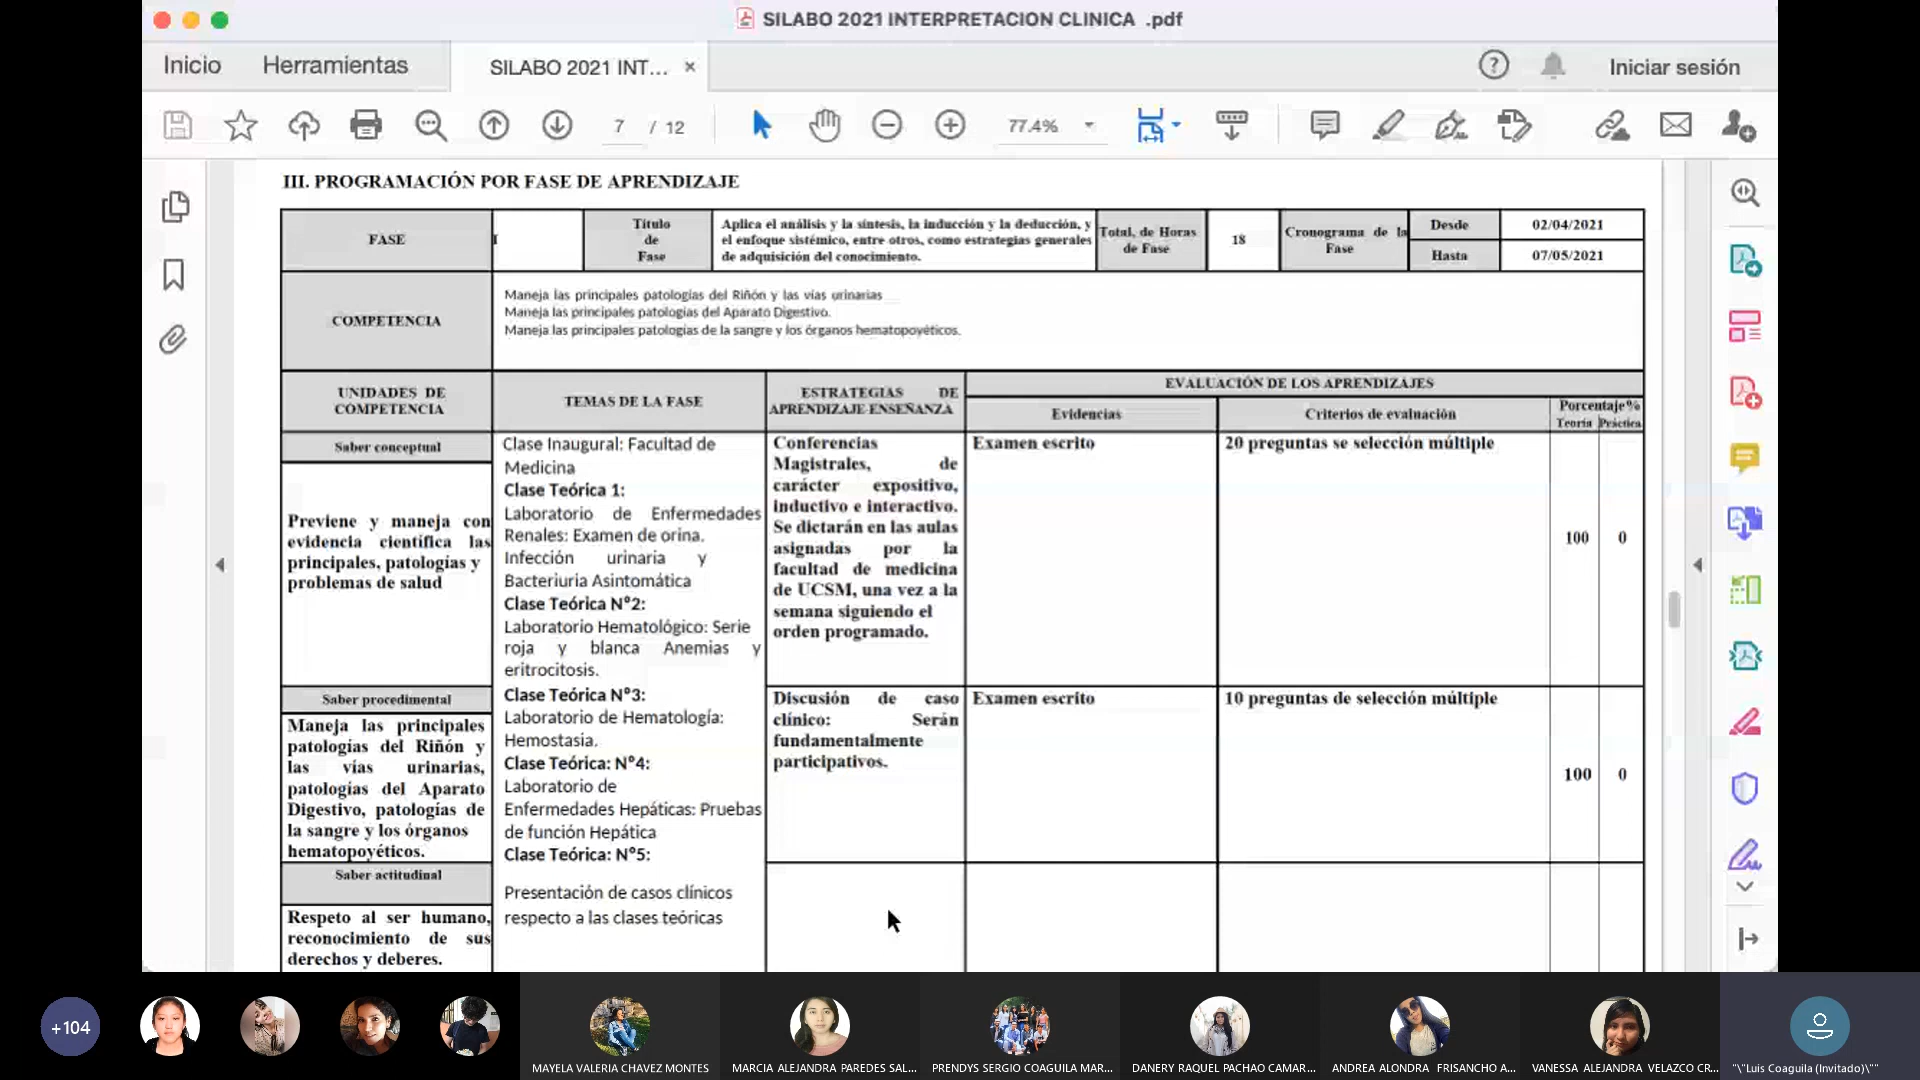 SILABO 2021 INTERPRETACION CLINICA .pdf
Inicio
Herramientas
SILABO 2021 INT...
Iniciar sesión
7 / 12
77.4%
III. PROGRAMACIÓN POR FASE DE APRENDIZAJE
FASE
I
Título
de
Fase
Aplica el análisis y la síntesis, la inducción y la deducción, y
el enfoque sistémico, entre otros, como estrategias generales
de adquisición del conocimiento.
Total, de Horas
de Fase
18
Cronograma de la
Fase
Desde
02/04/2021
Hasta
07/05/2021
COMPETENCIA
Maneja las principales patologías del Riñón y las vías urinarias
Maneja las principales patologías del Aparato Digestivo.
Maneja las principales patologías de la sangre y los órganos hematopoyéticos.
UNIDADES DE
COMPETENCIA
TEMAS DE LA FASE
ESTRATEGIAS DE
APRENDIZAJE-ENSEÑANZA
EVALUACIÓN DE LOS APRENDIZAJES
Evidencias
Criterios de evaluación
Porcentaje%
Teoría
Práctica
Saber conceptual
Previene y maneja con
evidencia científica las
principales, patologías y
problemas de salud
Clase Inaugural: Facultad de
Medicina
Clase Teórica 1:
Laboratorio de Enfermedades
Renales: Examen de orina.
Infección urinaria y
Bacteriuria Asintomática
Clase Teórica N°2:
Laboratorio Hematológico: Serie
roja y blanca Anemias y
eritrocitosis.
Clase Teórica N°3:
Laboratorio de Hematología:
Hemostasia.
Clase Teórica: N°4:
Laboratorio de
Enfermedades Hepáticas: Pruebas
de función Hepática
Clase Teórica: N°5:
Presentación de casos clínicos
respecto a las clases teóricas
Conferencias
Magistrales, de
carácter expositivo,
inductivo e interactivo.
Se dictarán en las aulas
asignadas por la
facultad de medicina
de UCSM, una vez a la
semana siguiendo el
orden programado.
Examen escrito
20 preguntas se selección múltiple
100
0
Saber procedimental
Maneja las principales
patologías del Riñón y
las vías urinarias,
patologías del Aparato
Digestivo, patologías de
la sangre y los órganos
hematopoyéticos.
Discusión de caso
clínico: Serán
fundamentalmente
participativos.
Examen escrito
10 preguntas de selección múltiple
100
0
Saber actitudinal
Respeto al ser humano,
reconocimiento de sus
derechos y deberes.
+104
MAYELA VALERIA CHAVEZ MONTES
MARCIA ALEJANDRA PAREDES SAL...
PRENDYS SERGIO COAGUILA MAR...
DANERY RAQUEL PACHAO CAMAR...
ANDREA ALONDRA FRISANCHO A...
VANESSA ALEJANDRA VELAZCO CR...
"\"Luis Coaguila (Invitado)\""